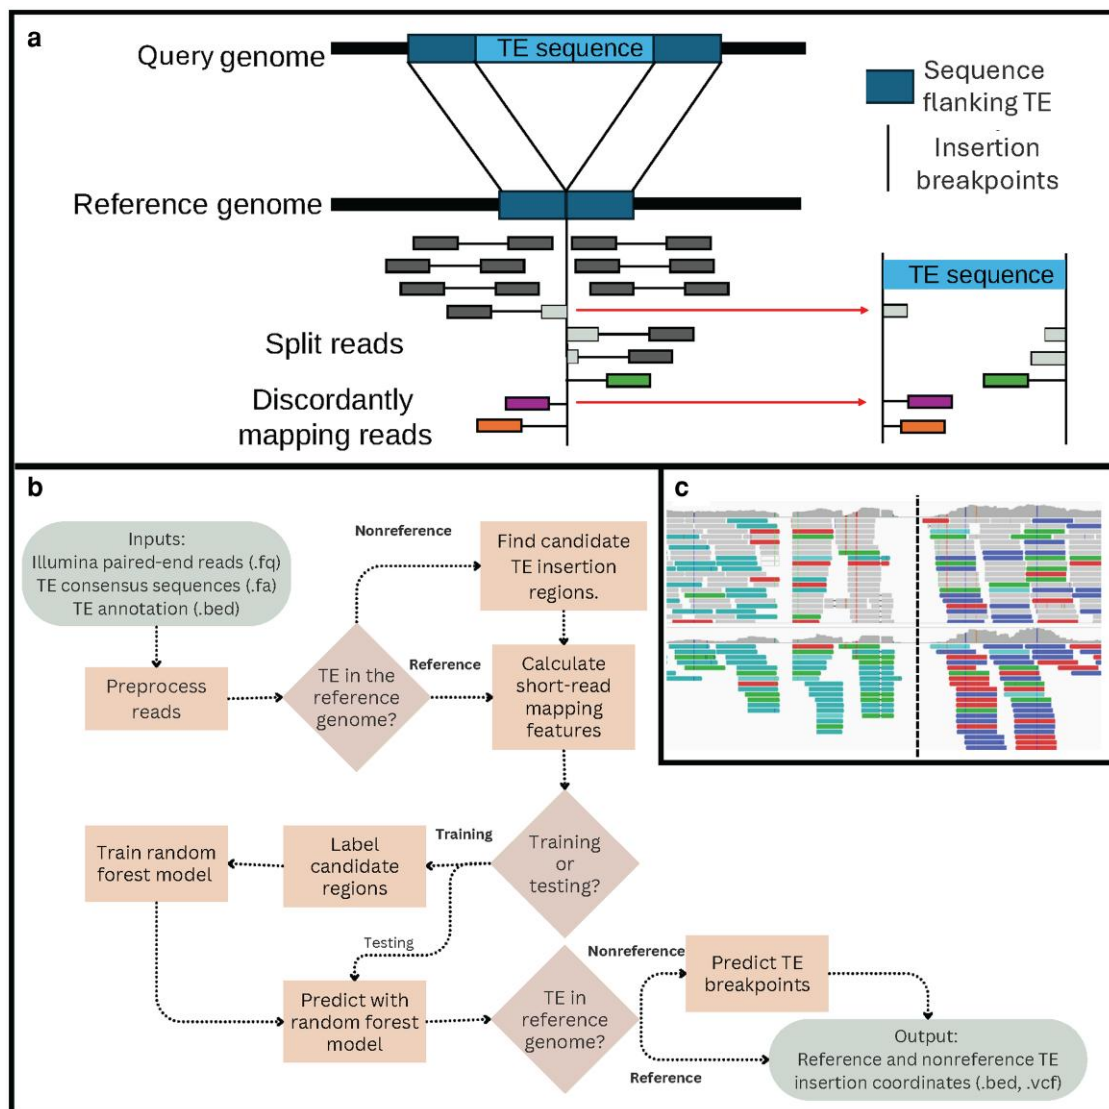 a
Query genome
TE sequence
Sequence
flanking TE
Insertion
breakpoints
Reference genome
TE sequence
Split reads
Discordantly
mapping reads
b
Inputs:
Illumina paired-end reads (.fq)
TE consensus sequences (.fa)
TE annotation (.bed)
Preprocess
reads
TE in the
reference
genome?
Nonreference
Reference
Find candidate
TE insertion
regions.
Calculate
short-read
mapping
features
Training
or
testing?
Training
Testing
Label
candidate
regions
Train random
forest model
Predict with
random forest
model
TE in
reference
genome?
Nonreference
Reference
Predict TE
breakpoints
Output:
Reference and nonreference TE
insertion coordinates (.bed, .vcf)
c